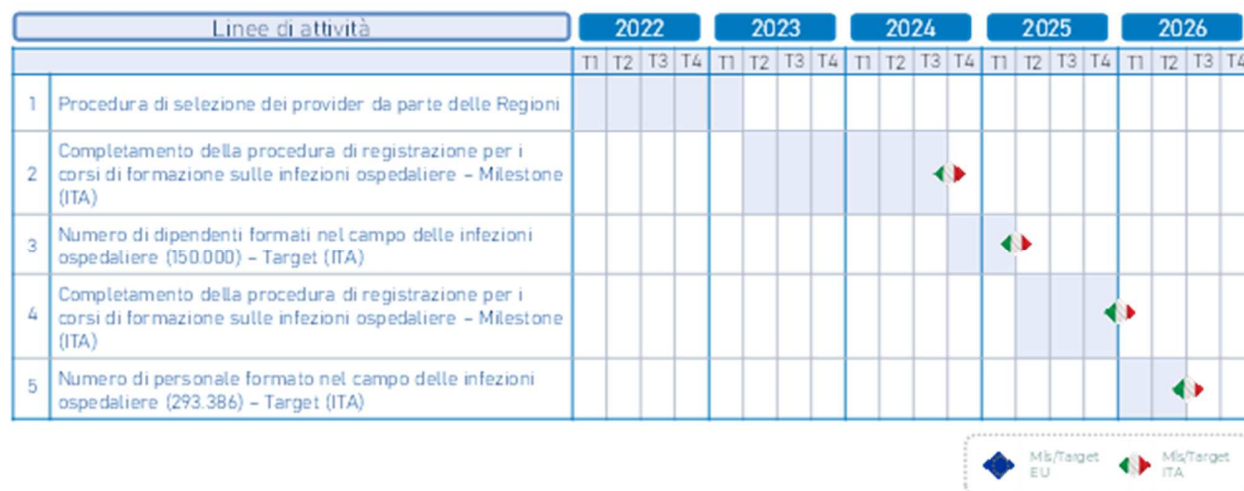 Linee di attività 2022 2023 2024 2025 2026
T1 T2 T3 T4 T1 T2 T3 T4 T1 T2 T3 T4 T1 T2 T3 T4 T1 T2 T3 T4
1 Procedura di selezione dei provider da parte delle Regioni
2 Completamento della procedura di registrazione per i
corsi di formazione sulle infezioni ospedaliere – Milestone
(ITA)
3 Numero di dipendenti formati nel campo delle infezioni
ospedaliere (150.000) – Target (ITA)
4 Completamento della procedura di registrazione per i
corsi di formazione sulle infezioni ospedaliere – Milestone
(ITA)
5 Numero di personale formato nel campo delle infezioni
ospedaliere (293.386) – Target (ITA)
Mls/Target Mls/Target
EU ITA